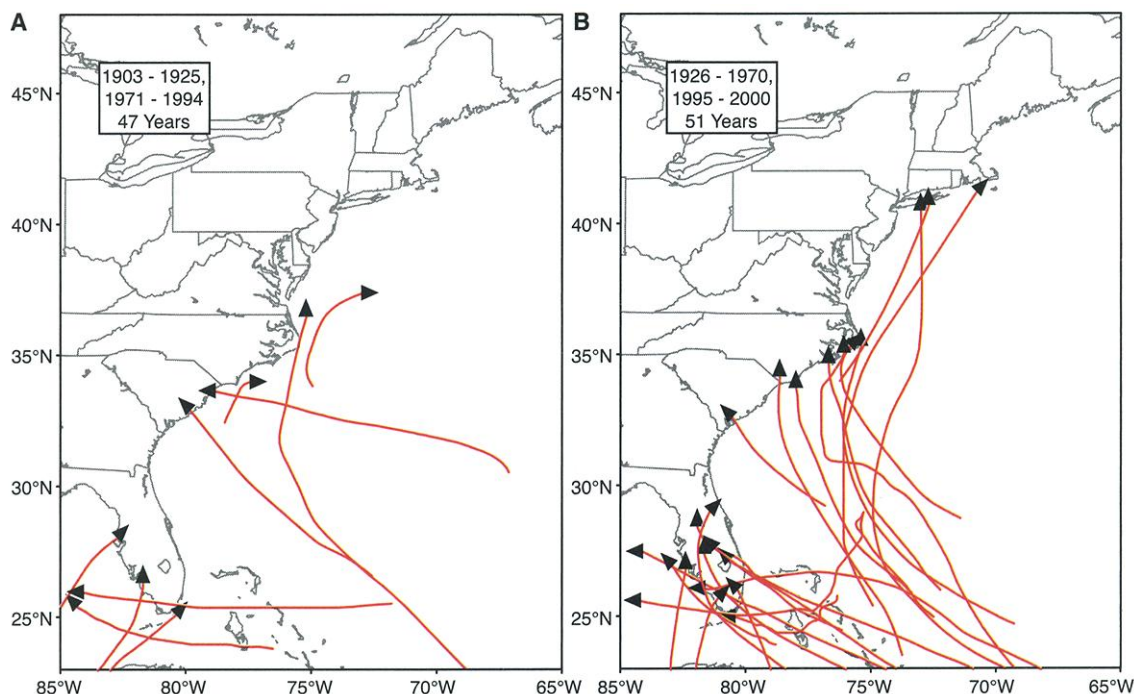 A
1903 - 1925,
1971 - 1994
47 Years
45°N
40°N
35°N
30°N
25°N
85°W
80°W
75°W
70°W
65°W
B
1926 - 1970,
1995 - 2000
51 Years
45°N
40°N
35°N
30°N
25°N
85°W
80°W
75°W
70°W
65°W